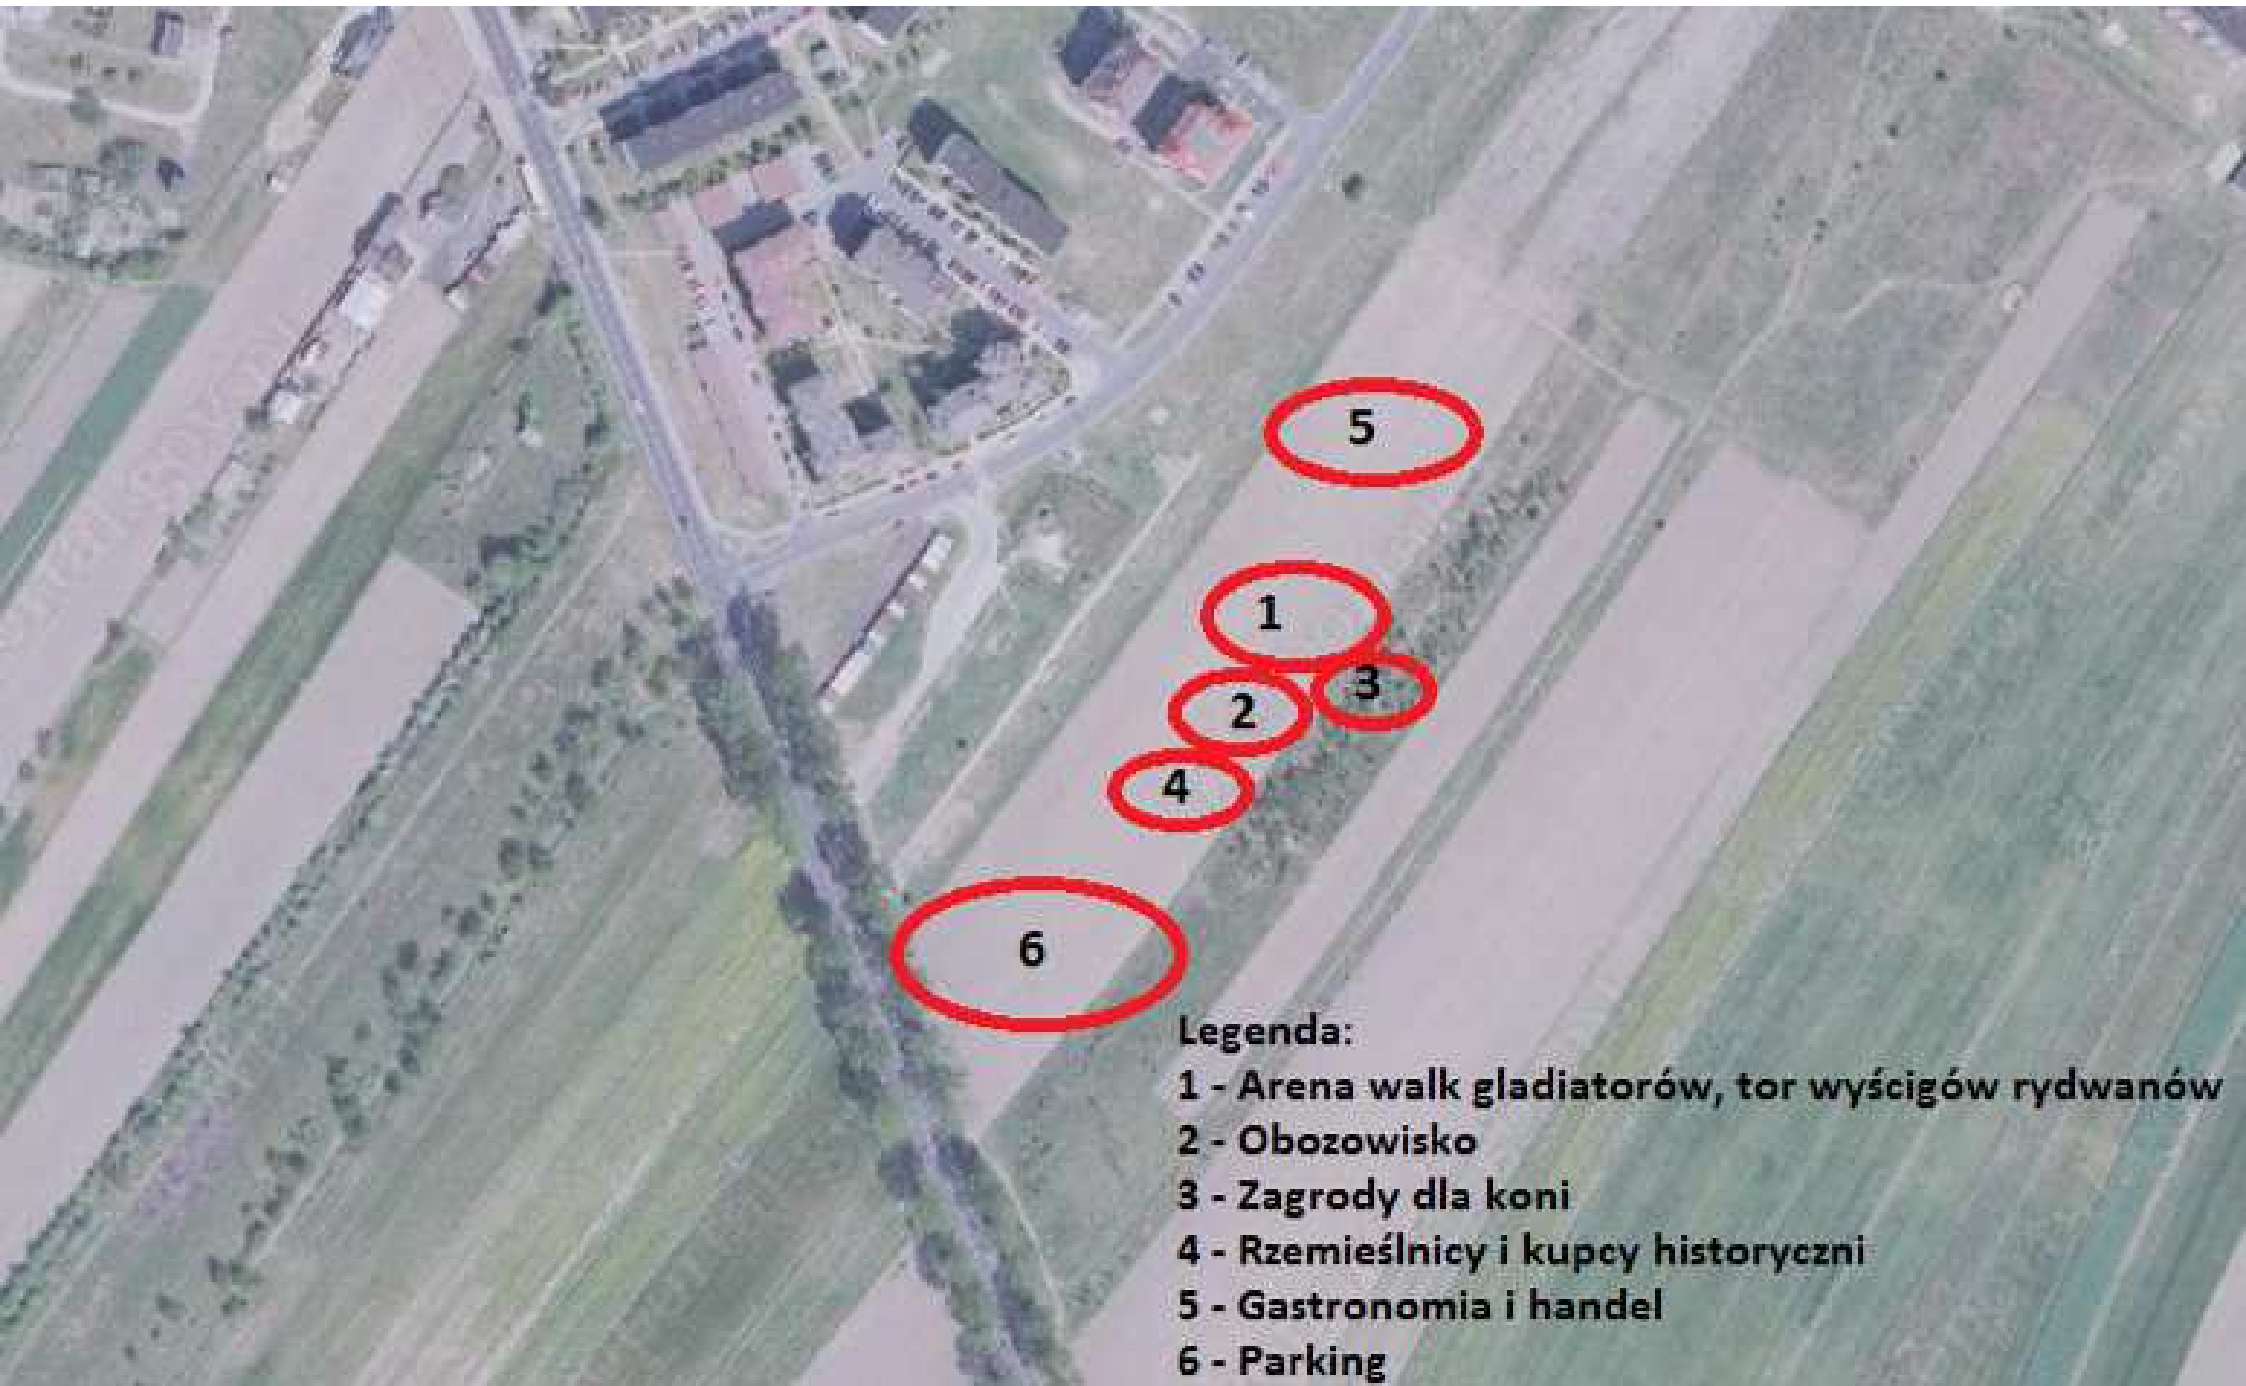 5
1
3
2
4
6
Legenda:
1 - Arena walk gladiatorów, tor wyścigów rydwanów
2 - Obozowisko
3 - Zagrody dla koni
4 - Rzemieślnicy i kupcy historyczni
5 - Gastronomia i handel
6 - Parking